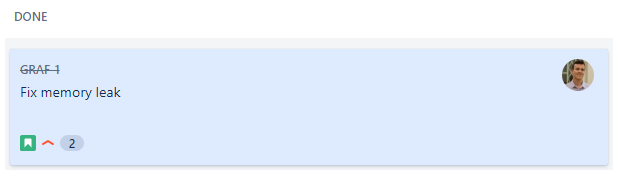 DONE
GRAF-1
Fix memory leak
2